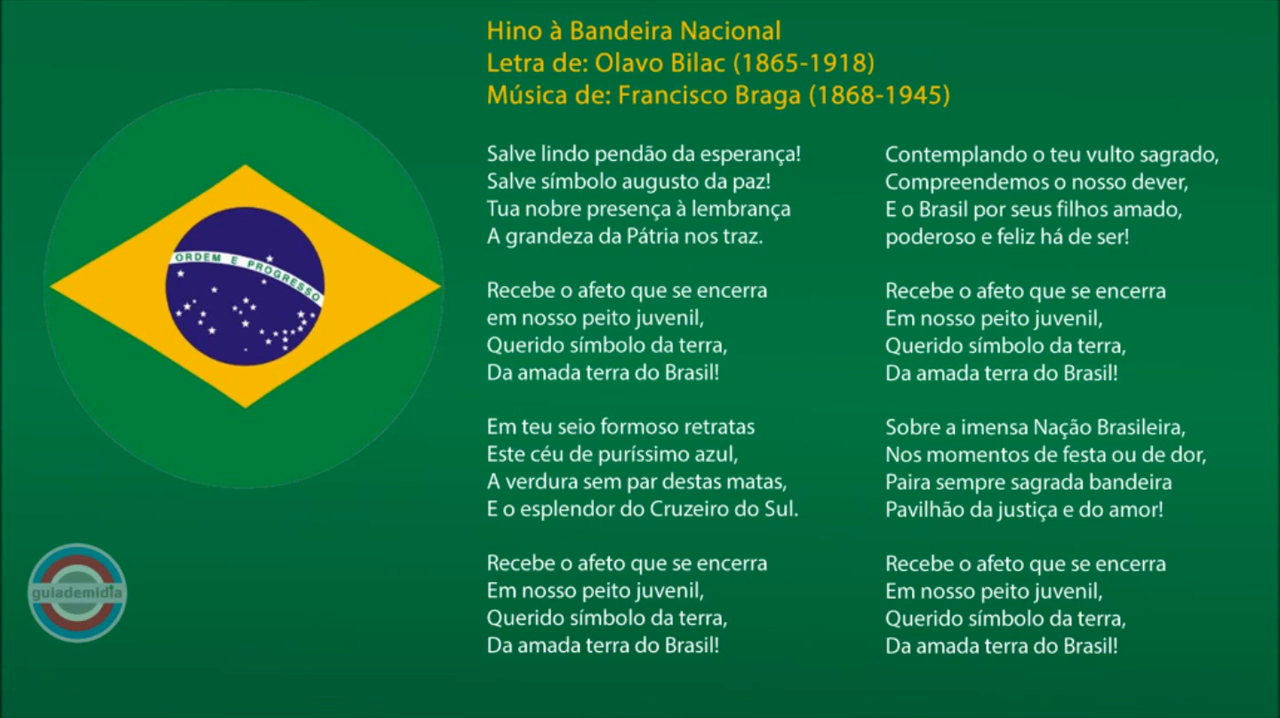 Hino à Bandeira Nacional
Letra de: Olavo Bilac (1865-1918)
Música de: Francisco Braga (1868-1945)
Salve lindo pendão da esperança!
Salve símbolo augusto da paz!
Tua nobre presença à lembrança
A grandeza da Pátria nos traz.
Recebe o afeto que se encerra
em nosso peito juvenil,
Querido símbolo da terra,
Da amada terra do Brasil!
Em teu seio formoso retratas
Este céu de puríssimo azul,
A verdura sem par destas matas,
E o esplendor do Cruzeiro do Sul.
Recebe o afeto que se encerra
Em nosso peito juvenil,
Querido símbolo da terra,
Da amada terra do Brasil!
Contemplando o teu vulto sagrado,
Compreendemos o nosso dever,
E o Brasil por seus filhos amado,
poderoso e feliz há de ser!
Recebe o afeto que se encerra
Em nosso peito juvenil,
Querido símbolo da terra,
Da amada terra do Brasil!
Sobre a imensa Nação Brasileira,
Nos momentos de festa ou de dor,
Paira sempre sagrada bandeira
Pavilhão da justiça e do amor!
Recebe o afeto que se encerra
Em nosso peito juvenil,
Querido símbolo da terra,
Da amada terra do Brasil!
ORDEM E PROGRESSO
guiademidia